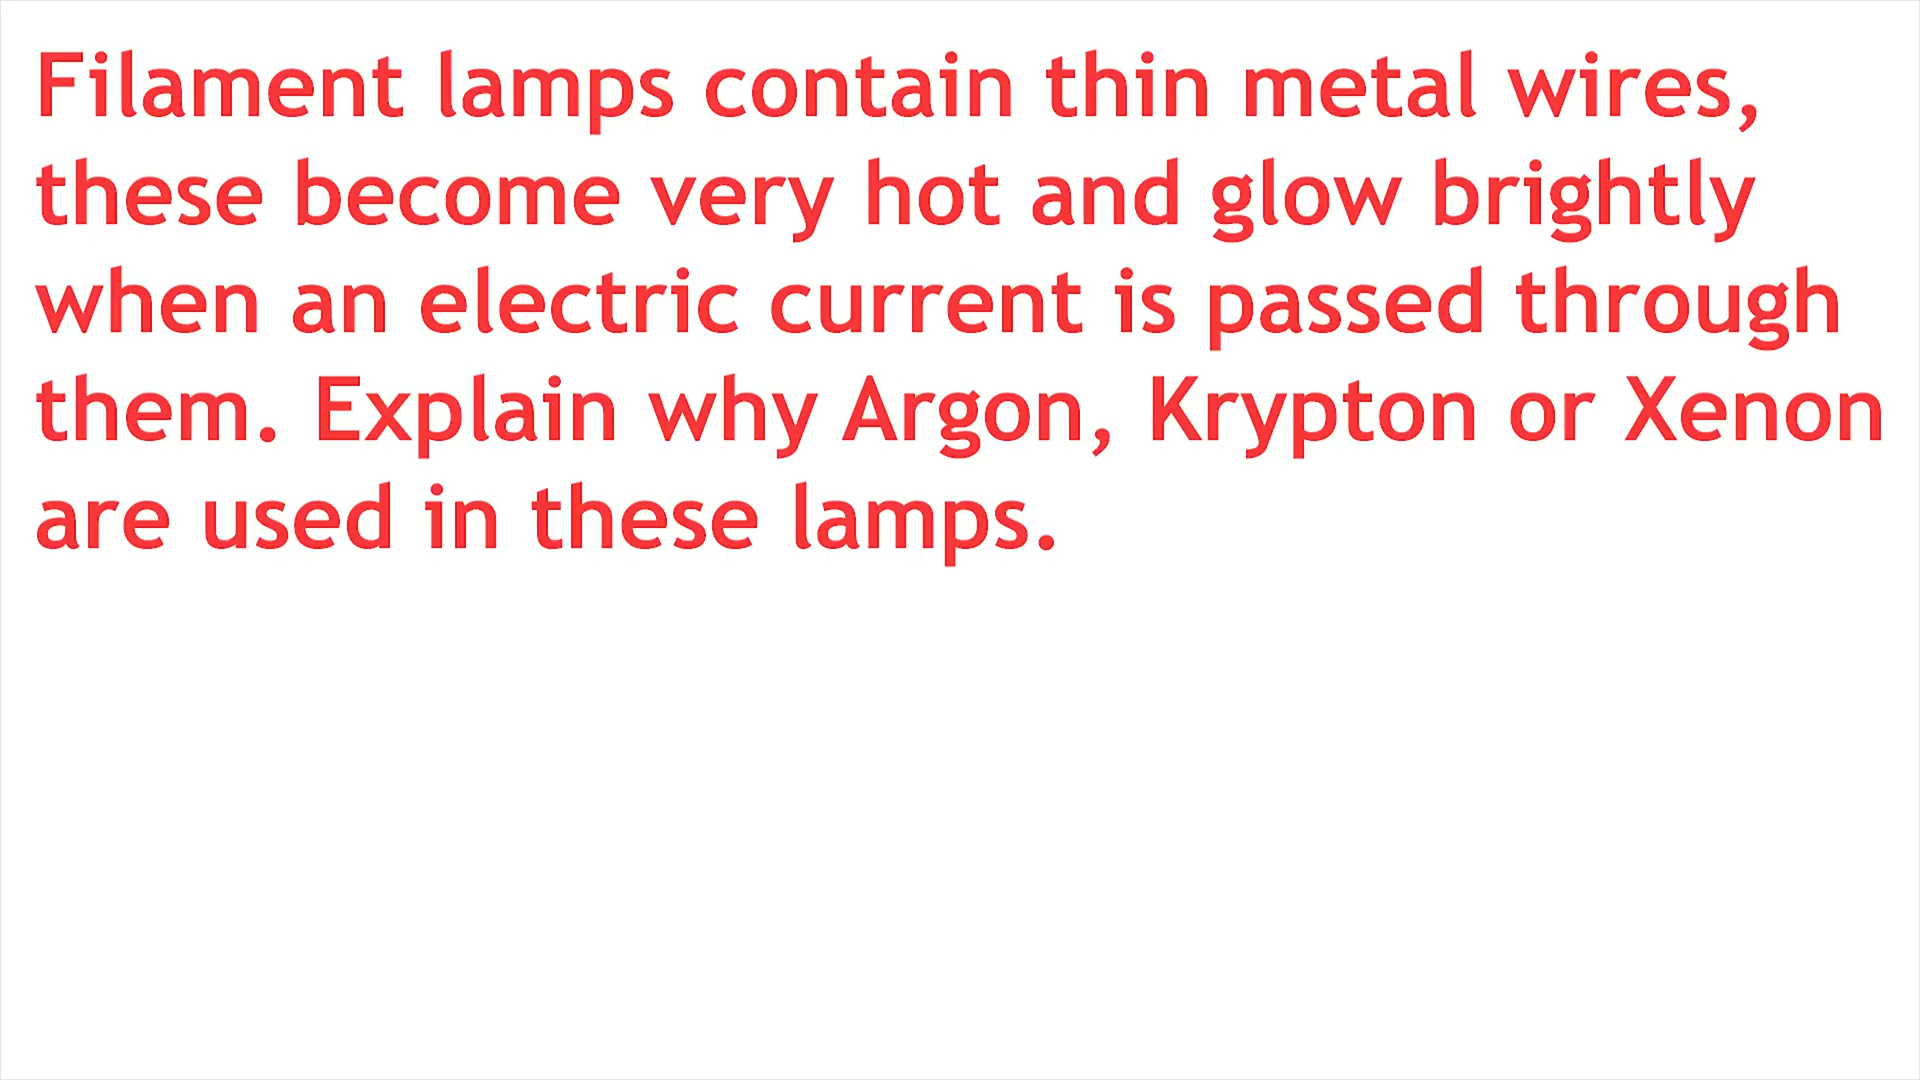 Filament lamps contain thin metal wires,
these become very hot and glow brightly
when an electric current is passed through
them. Explain why Argon, Krypton or Xenon
are used in these lamps.